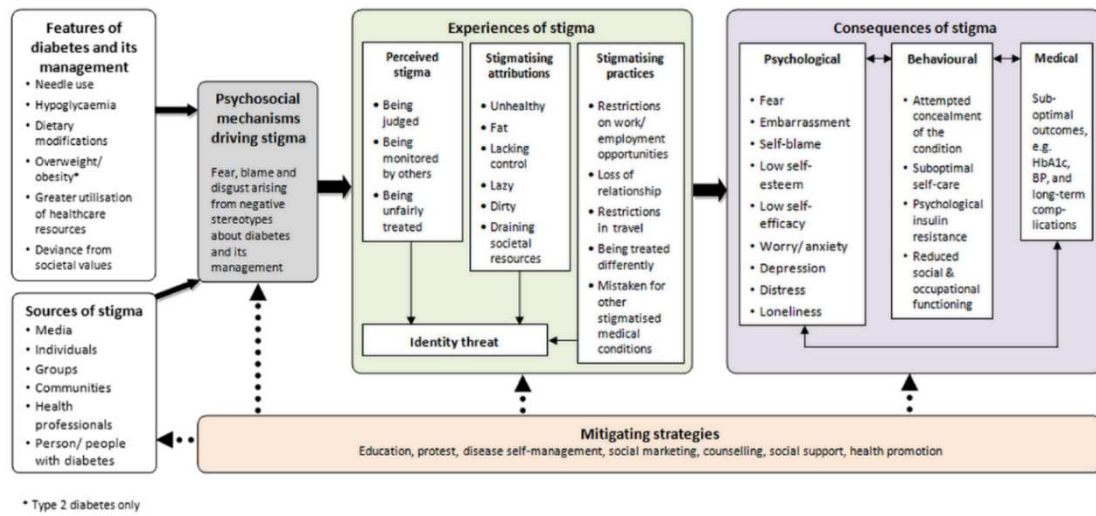 Features of
diabetes and its
management
• Needle use
• Hypoglycaemia
• Dietary
modifications
• Overweight/
obesity*
• Greater utilisation
of healthcare
resources
• Deviance from
societal values
Sources of stigma
• Media
• Individuals
• Groups
• Communities
• Health
professionals
• Person/ people
with diabetes
Psychosocial
mechanisms
driving stigma
Fear, blame and
disgust arising
from negative
stereotypes
about diabetes
and its
management
Experiences of stigma
Perceived
stigma
• Being
judged
• Being
monitored
by others
• Being
unfairly
treated
Stigmatising
attributions
• Unhealthy
• Fat
• Lacking
control
• Lazy
• Dirty
• Draining
societal
resources
Stigmatising
practices
• Restrictions
on work/
employment
opportunities
• Loss of
relationship
• Restrictions
in travel
• Being treated
differently
• Mistaken for
other
stigmatised
medical
conditions
Identity threat
Consequences of stigma
Psychological
• Fear
• Embarrassment
• Self-blame
• Low self-
esteem
• Low self-
efficacy
• Worry/ anxiety
• Depression
• Distress
• Loneliness
Behavioural
• Attempted
concealment
of the
condition
• Suboptimal
self-care
• Psychological
insulin
resistance
• Reduced
social &
occupational
functioning
Medical
Sub-
optimal
outcomes,
e.g.
HbA1c,
BP, and
long-term
comp-
lications
Mitigating strategies
Education, protest, disease self-management, social marketing, counselling, social support, health promotion
* Type 2 diabetes only